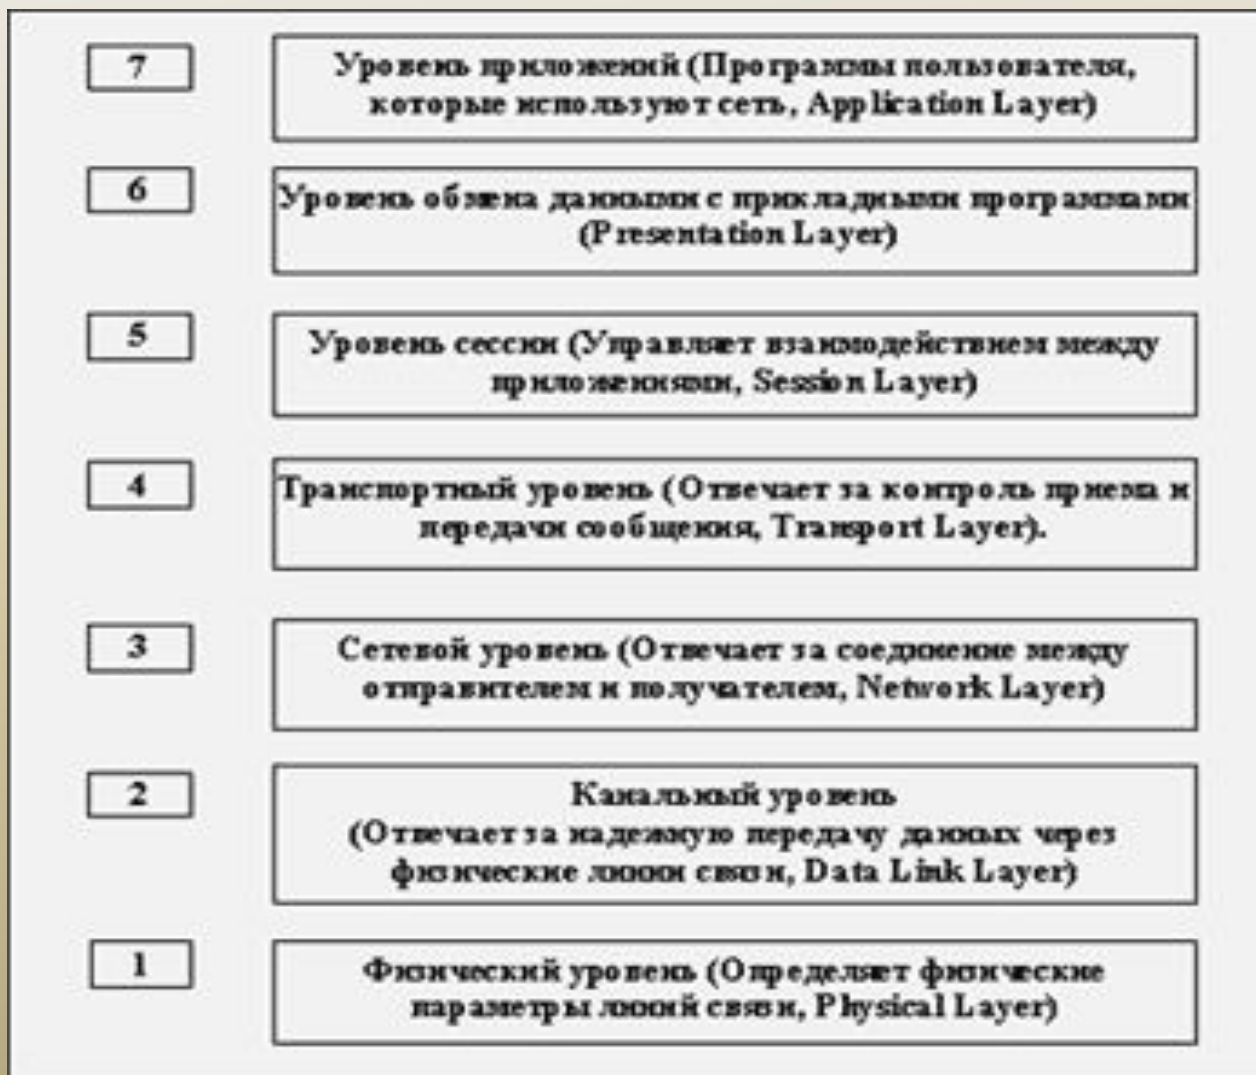 7
Уровень приложений (Программы пользователя,
которые используют сеть, Application Layer)
6
Уровень обмена данными с прикладными программами
(Presentation Layer)
5
Уровень сессии (Управляет взаимодействием между
приложениями, Session Layer)
4
Транспортный уровень (Отвечает за контроль приема и
передачи сообщения, Transport Layer).
3
Сетевой уровень (Отвечает за соединение между
отправителем и получателем, Network Layer)
2
Канальный уровень
(Отвечает за надежную передачу данных через
физические линии связи, Data Link Layer)
1
Физический уровень (Определяет физические
параметры линий связи, Physical Layer)